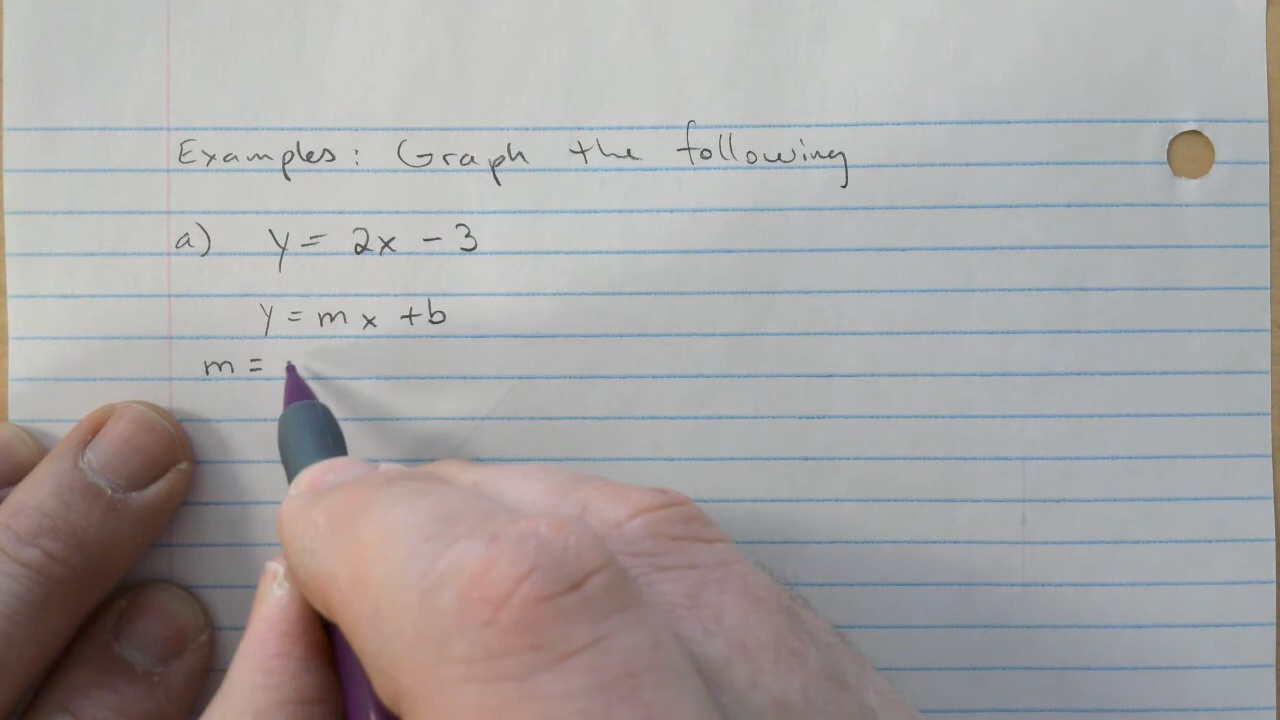 Examples: Graph the following
a) y = 2x - 3
y = mx + b
m =